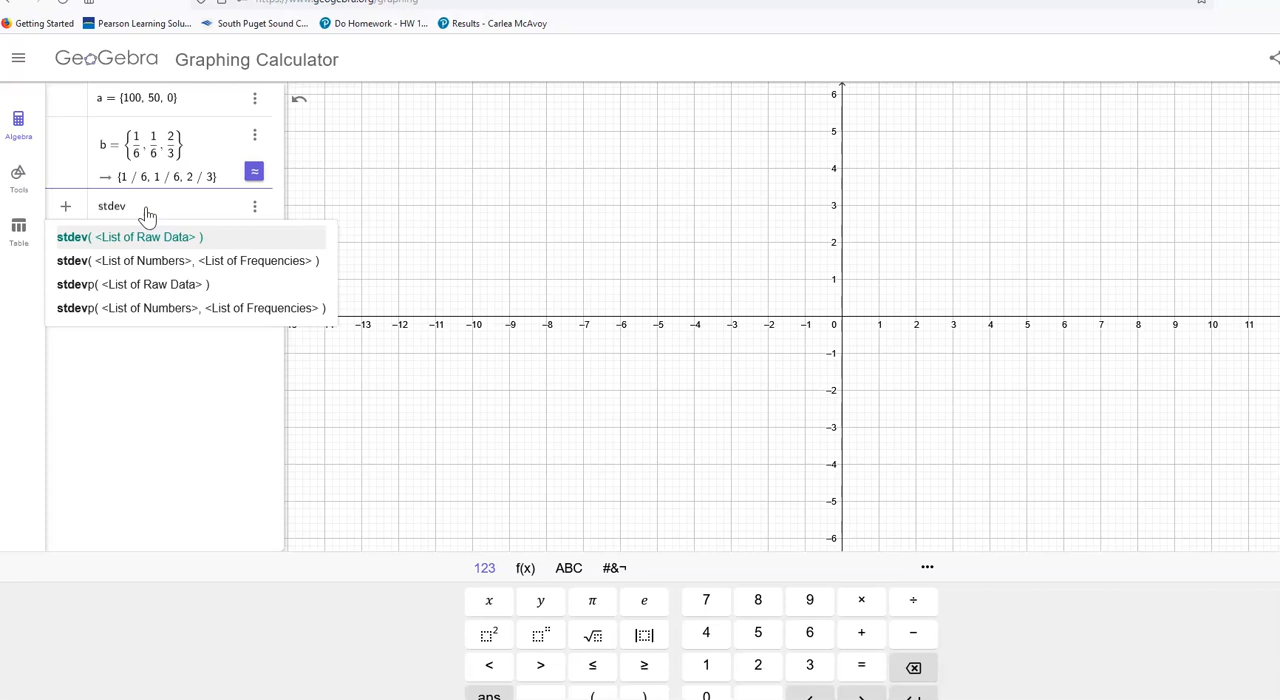 https://www.geogebra.org/graphing
Getting Started Pearson Learning Solu... South Puget Sound C... Do Homework - HW 1... Results - Carlea McAvoy
GeoGebra Graphing Calculator
a = {100, 50, 0}
b = {1/6, 1/6, 2/3}
→ {1 / 6, 1 / 6, 2 / 3}
≈
Algebra
Tools
Table
+ stdev
stdev( <List of Raw Data> )
stdev( <List of Numbers>, <List of Frequencies> )
stdevp( <List of Raw Data> )
stdevp( <List of Numbers>, <List of Frequencies> )
6
5
4
3
2
1
–13 –12 –11 –10 –9 –8 –7 –6 –5 –4 –3 –2 –1 0 1 2 3 4 5 6 7 8 9 10 11
–1
–2
–3
–4
–5
–6
123 f(x) ABC #&¬ •••
x y π e 7 8 9 × ÷
4 5 6 + −
< > ≤ ≥ 1 2 3 =
ans ( ) 0 . < >